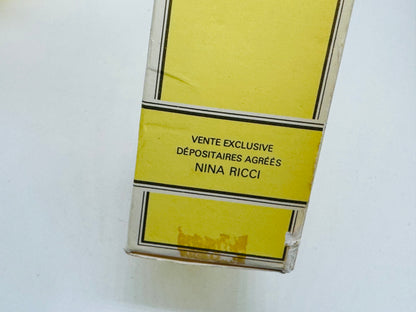 VENTE EXCLUSIVE
DÉPOSITAIRES AGRÉÉS
NINA RICCI